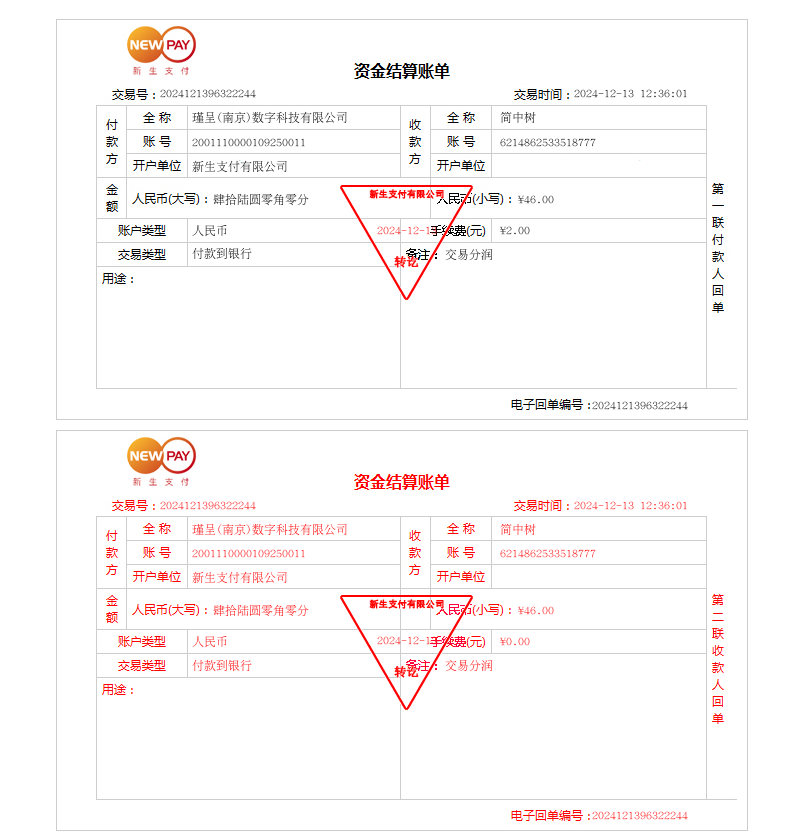 NEW PAY
新生支付
资金结算账单
交易号：2024121396322244 交易时间：2024-12-13 12:36:01
付款方 全 称 瑾呈(南京)数字科技有限公司 收款方 全 称 简中树
账 号 2001110000109250011 账 号 6214862533518777
开户单位 新生支付有限公司 开户单位
金额 人民币(大写)：肆拾陆圆零角零分 人民币(小写)：¥46.00
新生支付有限公司
账户类型 人民币 2024-12-1 手续费(元) ¥2.00
交易类型 付款到银行 备注： 交易分润
转讫
用途：
第一联付款人回单
电子回单编号：2024121396322244
NEW PAY
新生支付
资金结算账单
交易号：2024121396322244 交易时间：2024-12-13 12:36:01
付款方 全 称 瑾呈(南京)数字科技有限公司 收款方 全 称 简中树
账 号 2001110000109250011 账 号 6214862533518777
开户单位 新生支付有限公司 开户单位
金额 人民币(大写)：肆拾陆圆零角零分 人民币(小写)：¥46.00
新生支付有限公司
账户类型 人民币 2024-12-1 手续费(元) ¥0.00
交易类型 付款到银行 备注： 交易分润
转讫
用途：
第二联收款人回单
电子回单编号：2024121396322244